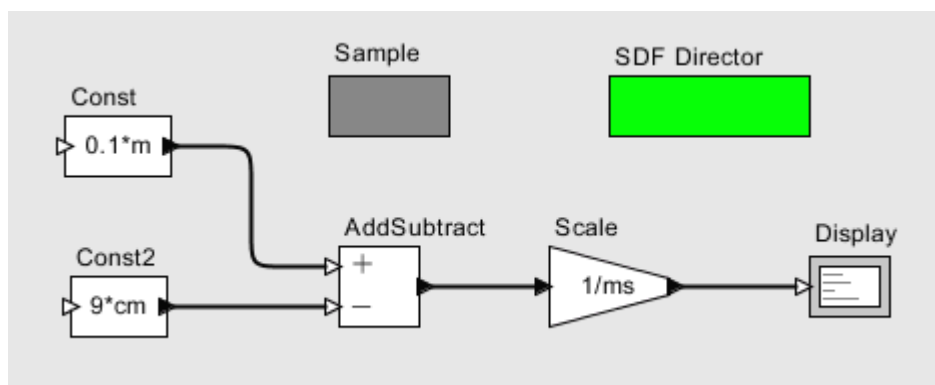 Sample
SDF Director
Const
0.1*m
AddSubtract
Scale
Display
Const2
+
1/ms
9*cm
−